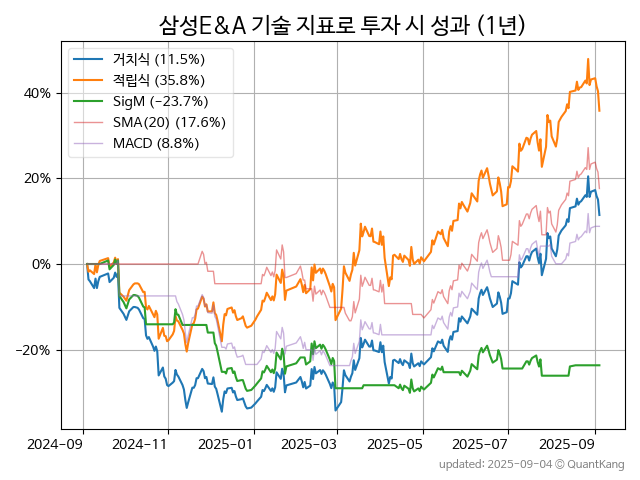 삼성E&A 기술 지표로 투자 시 성과 (1년)
거치식 (11.5%)
적립식 (35.8%)
SigM (−23.7%)
SMA(20) (17.6%)
MACD (8.8%)
40%
20%
0%
−20%
2024-09
2024-11
2025-01
2025-03
2025-05
2025-07
2025-09
updated: 2025-09-04 © QuantKang